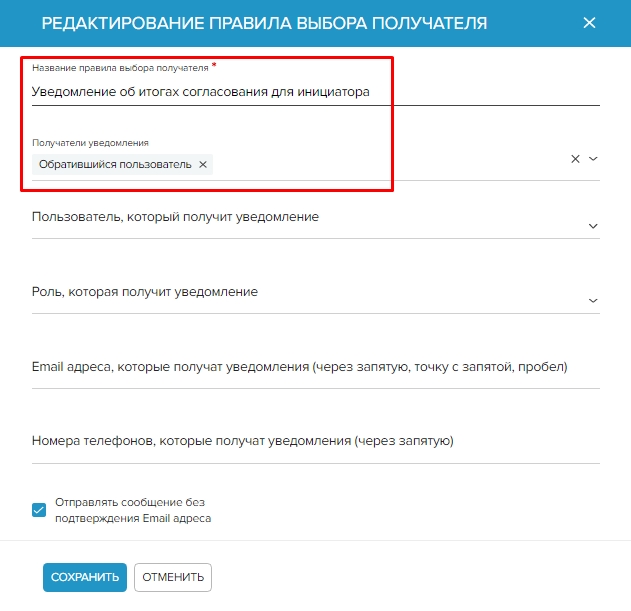 РЕДАКТИРОВАНИЕ ПРАВИЛА ВЫБОРА ПОЛУЧАТЕЛЯ
Название правила выбора получателя *
Уведомление об итогах согласования для инициатора
Получатели уведомления
Обратившийся пользователь
Пользователь, который получит уведомление
Роль, которая получит уведомление
Email адреса, которые получат уведомления (через запятую, точку с запятой, пробел)
Номера телефонов, которые получат уведомления (через запятую)
Отправлять сообщение без
подтверждения Email адреса
СОХРАНИТЬ ОТМЕНИТЬ